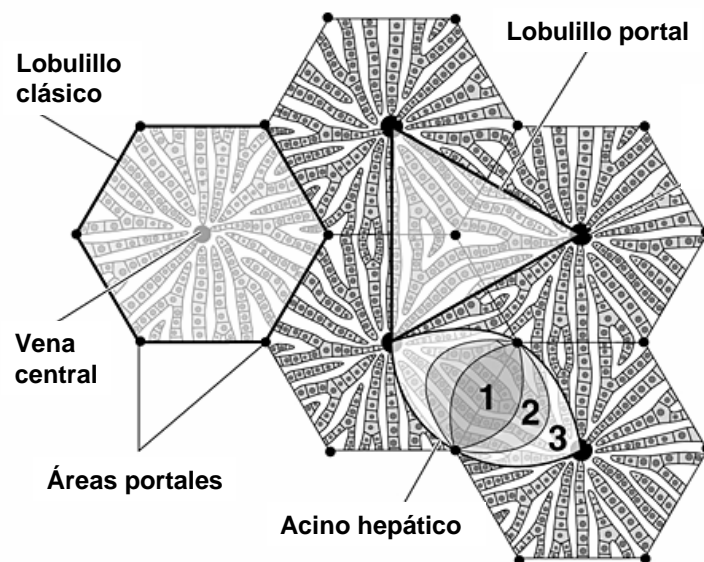 Lobulillo portal
Lobulillo
clásico
Vena
central
1
2
3
Áreas portales
Acino hepático